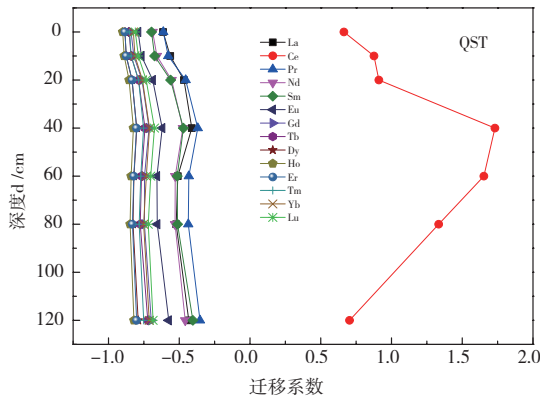 QST
La
Ce
Pr
Nd
Sm
Eu
Gd
Tb
Dy
Ho
Er
Tm
Yb
Lu
0
20
40
60
80
100
120
深度d /cm
-1.0 -0.5 0.0 0.5 1.0 1.5 2.0
迁移系数